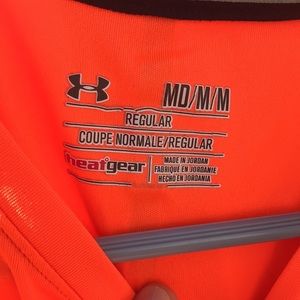 MD/M/M
REGULAR
COUPE NORMALE/REGULAR
heatgear
MADE IN JORDAN
FABRIQUÉ EN JORDANIE
HECHO EN JORDANIA